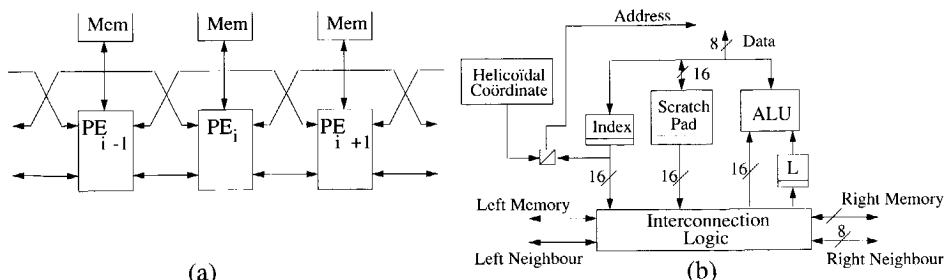 Mem
Mem
Mem
PE i -1
PE i
PE i +1
(a)
Address
8
Data
Helicoïdal
Coördinate
16
Index
Scratch
Pad
ALU
16
16
16
L
Left Memory
Interconnection
Logic
Right Memory
Left Neighbour
8
Right Neighbour
(b)